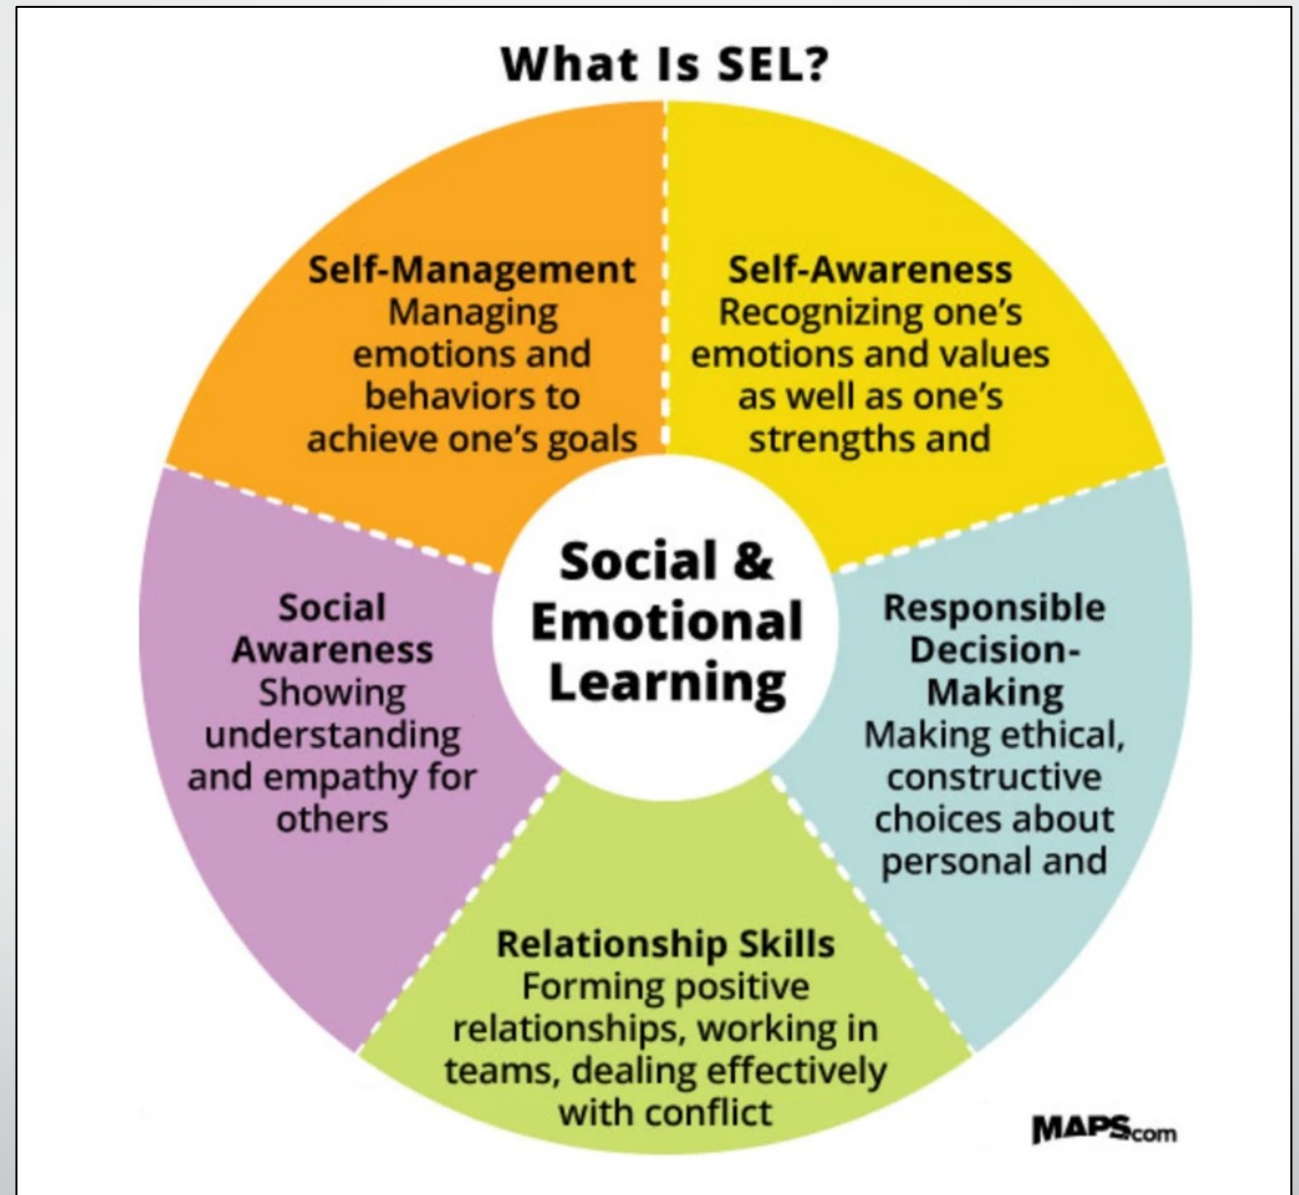 What Is SEL?
Self-Management
Managing
emotions and
behaviors to
achieve one's goals
Self-Awareness
Recognizing one's
emotions and values
as well as one's
strengths and
Social &
Emotional
Learning
Social
Awareness
Showing
understanding
and empathy for
others
Responsible
Decision-
Making
Making ethical,
constructive
choices about
personal and
Relationship Skills
Forming positive
relationships, working in
teams, dealing effectively
with conflict
MAPS.com